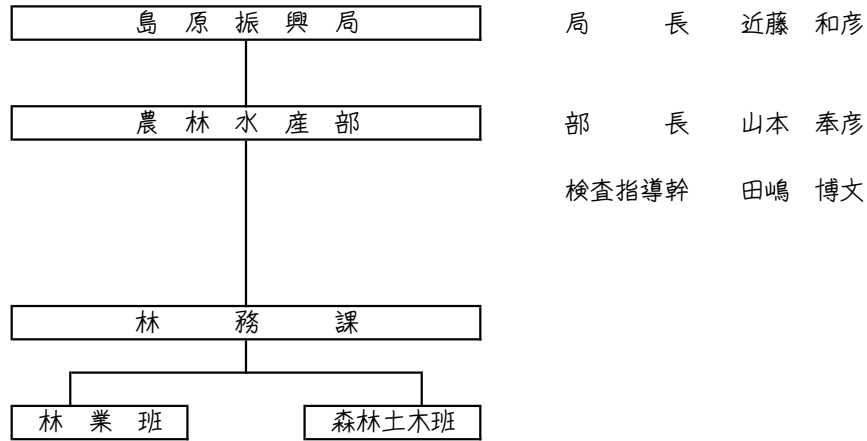 島原振興局 局長 近藤 和彦
農林水産部 部長 山本 奉彦
検査指導幹 田嶋 博文
林務課
林業班 森林土木班